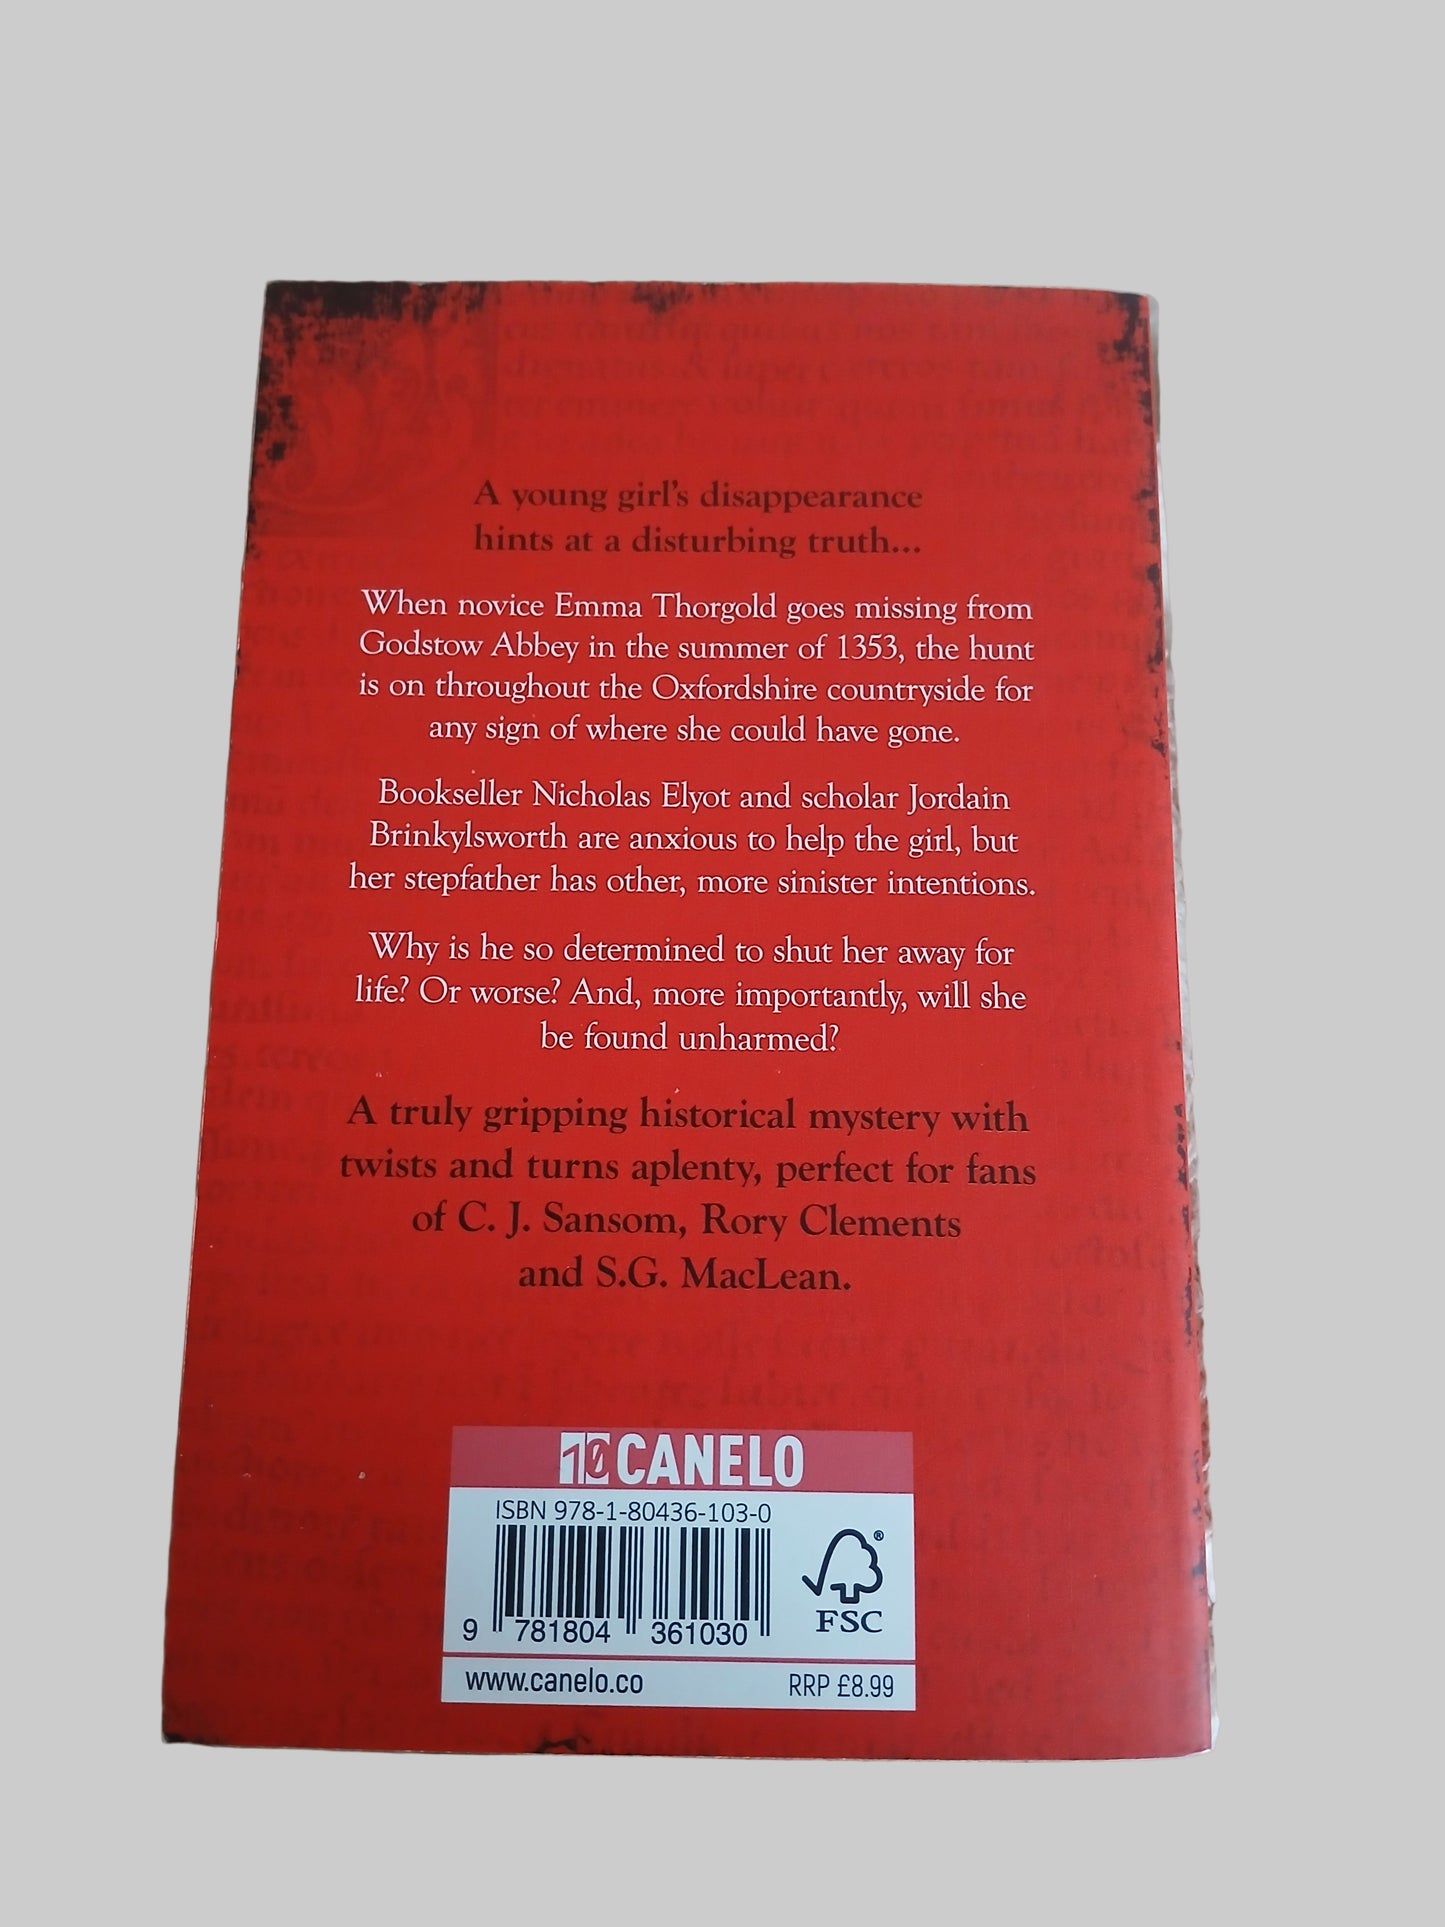 A young girl's disappearance
hints at a disturbing truth...
When novice Emma Thorgold goes missing from
Godstow Abbey in the summer of 1353, the hunt
is on throughout the Oxfordshire countryside for
any sign of where she could have gone.
Bookseller Nicholas Elyot and scholar Jordain
Brinkylsworth are anxious to help the girl, but
her stepfather has other, more sinister intentions.
Why is he so determined to shut her away for
life? Or worse? And, more importantly, will she
be found unharmed?
A truly gripping historical mystery with
twists and turns aplenty, perfect for fans
of C. J. Sansom, Rory Clements
and S.G. MacLean.
10 CANELO
ISBN 978-1-80436-103-0
9 781804 361030
FSC
®
www.canelo.co
RRP £8.99